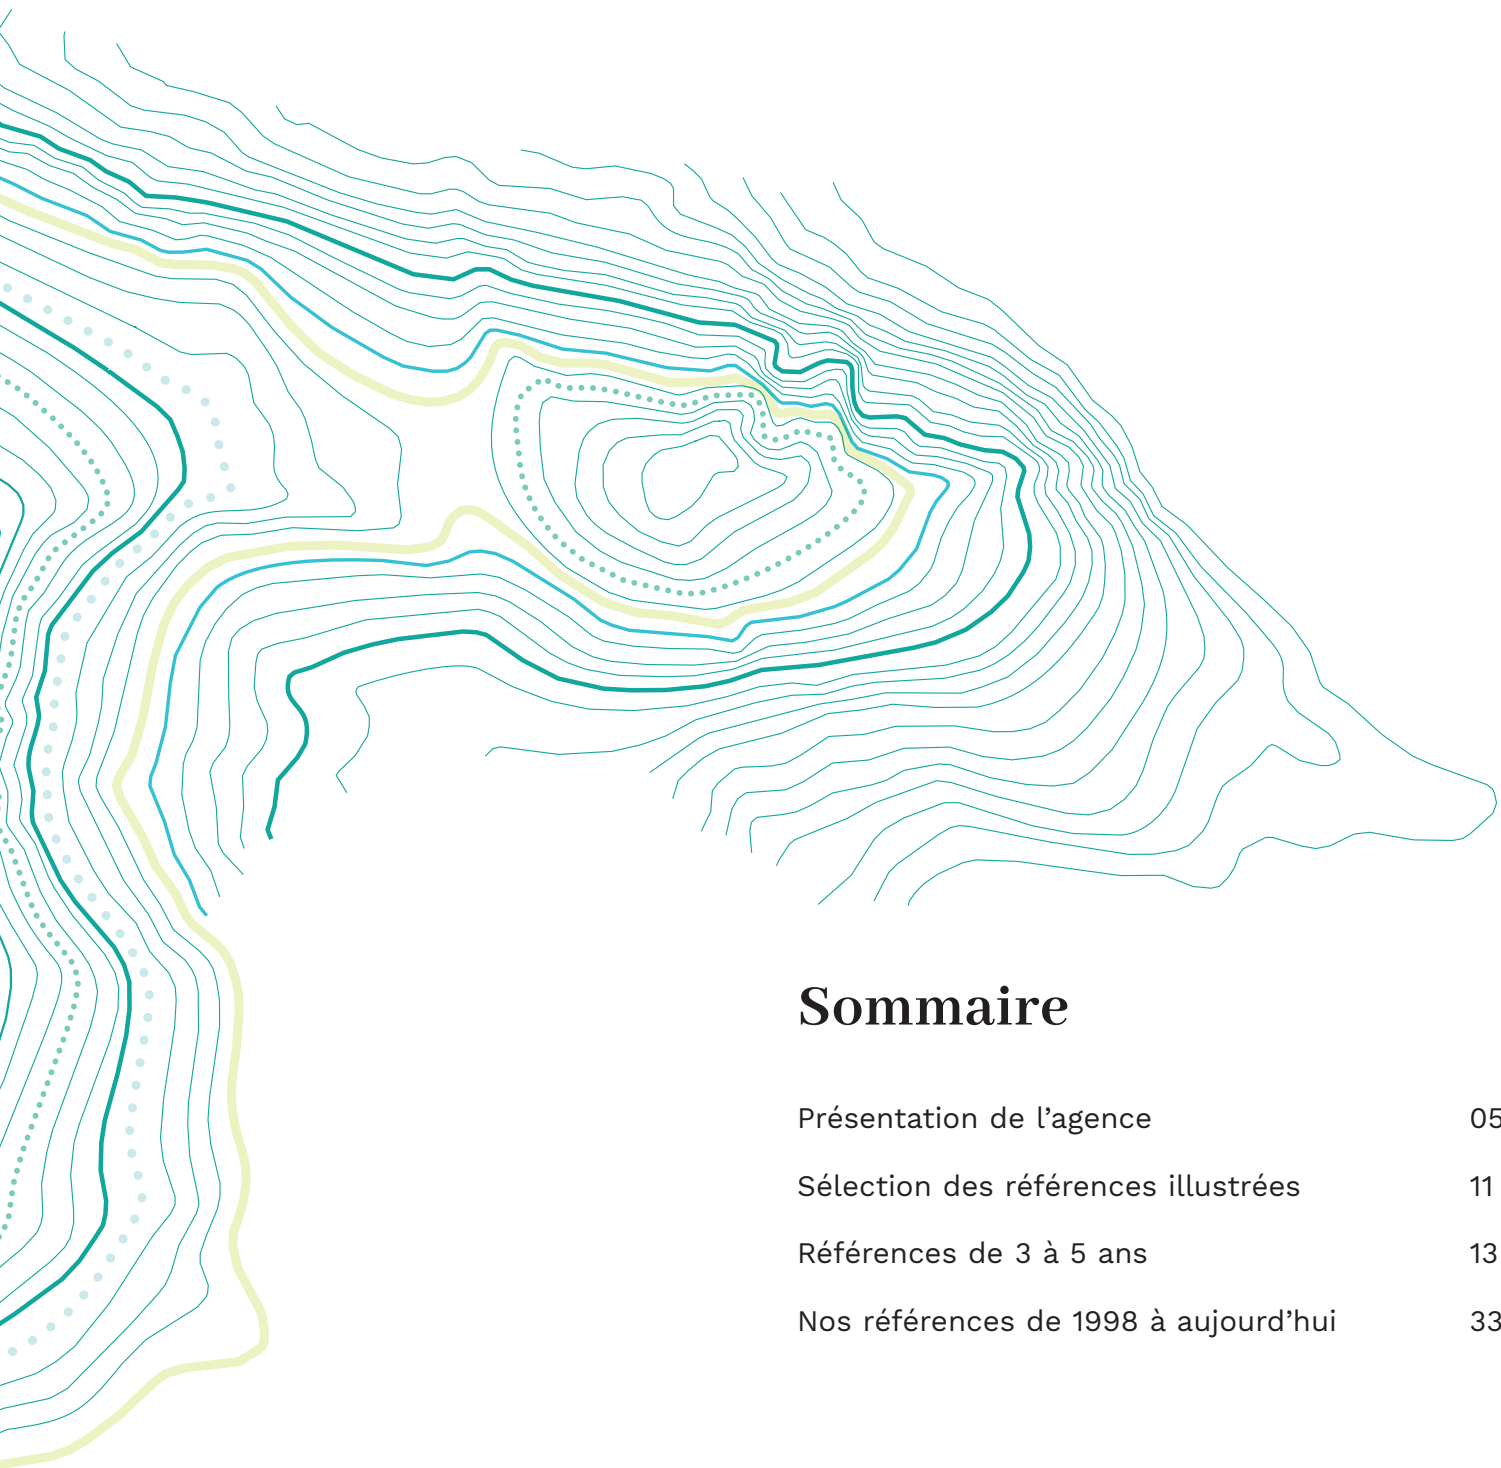 Sommaire
Présentation de l’agence 05
Sélection des références illustrées 11
Références de 3 à 5 ans 13
Nos références de 1998 à aujourd’hui 33